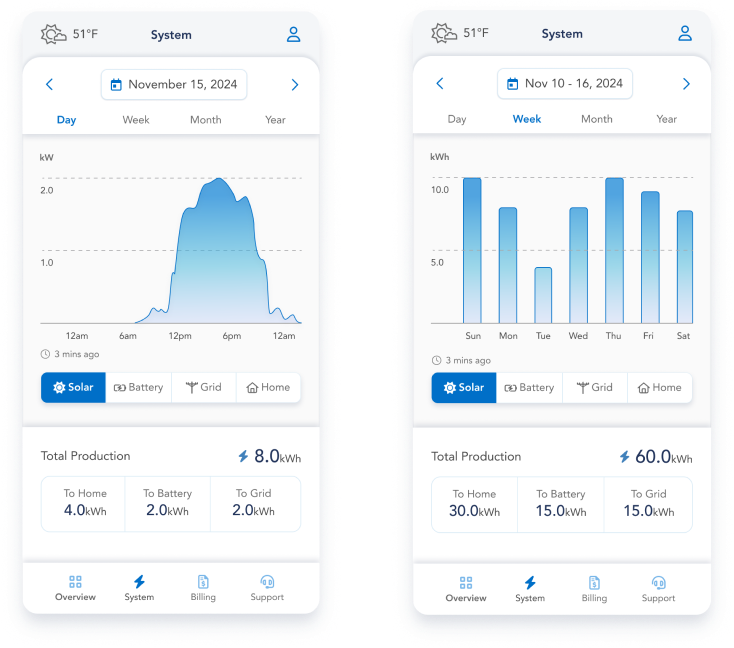 51°F System
November 15, 2024
Day Week Month Year
kW
2.0
1.0
12am 6am 12pm 6pm 12am
3 mins ago
Solar Battery Grid Home
Total Production 8.0kWh
To Home To Battery To Grid
4.0kWh 2.0kWh 2.0kWh
Overview System Billing Support
51°F System
Nov 10 - 16, 2024
Day Week Month Year
kWh
10.0
5.0
Sun Mon Tue Wed Thu Fri Sat
3 mins ago
Solar Battery Grid Home
Total Production 60.0kWh
To Home To Battery To Grid
30.0kWh 15.0kWh 15.0kWh
Overview System Billing Support